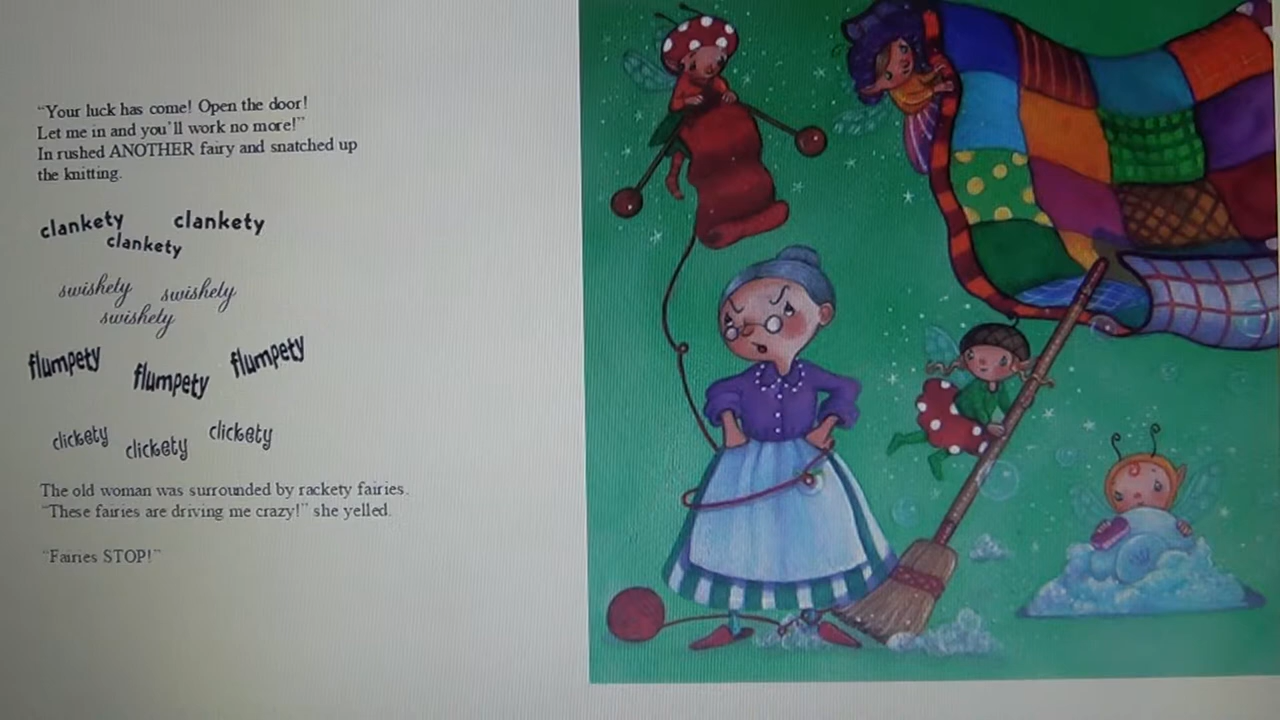 “Your luck has come! Open the door!
Let me in and you’ll work no more!”
In rushed ANOTHER fairy and snatched up
the knitting.
clankety clankety
clankety
swishety swishety
swishety
flumpety flumpety flumpety
clickety clickety clickety
The old woman was surrounded by rackety fairies.
“These fairies are driving me crazy!” she yelled.
“Fairies STOP!”